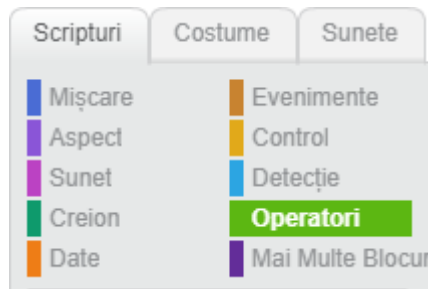 Scripturi Costume Sunete
Mișcare Evenimente
Aspect Control
Sunet Detecție
Creion Operatori
Date Mai Multe Blocur